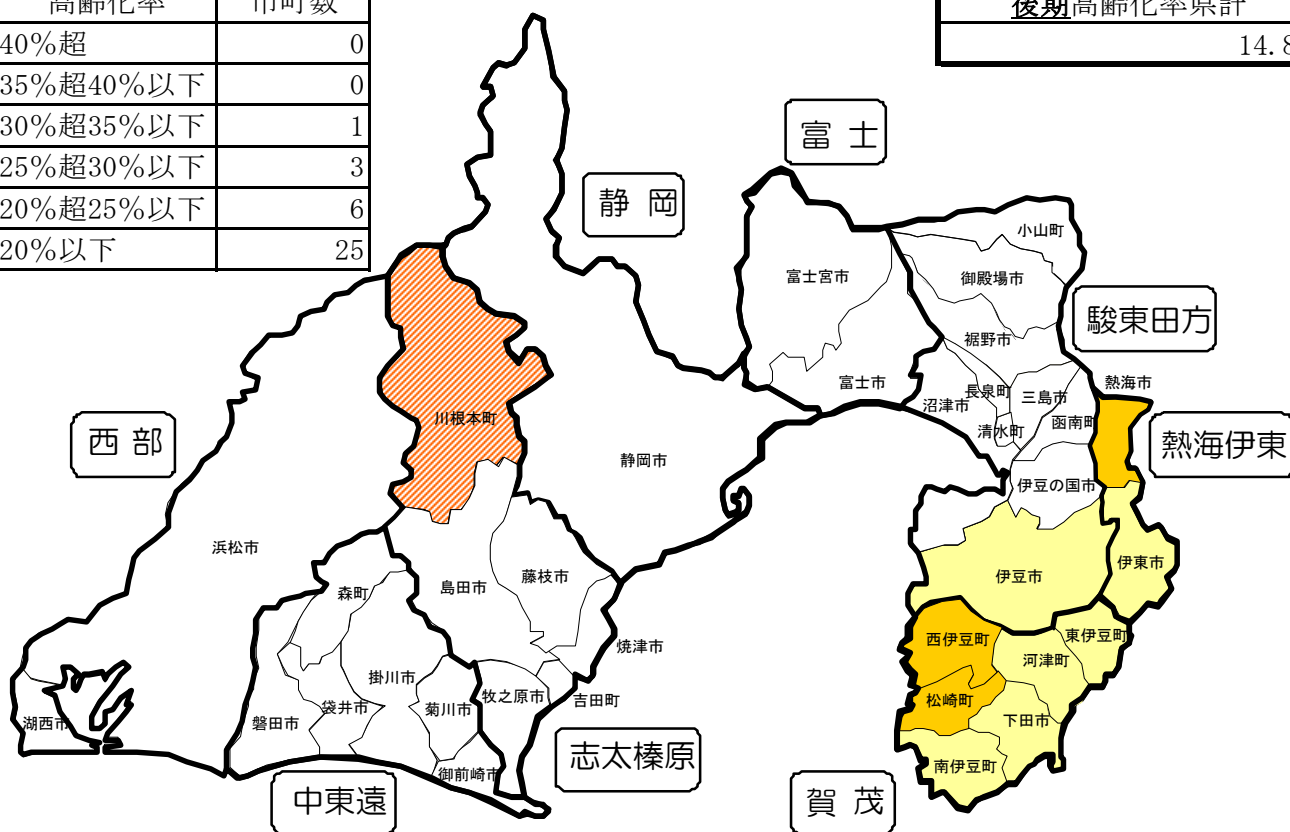 高齢化率 市町数
40%超 0
35%超40%以下 0
30%超35%以下 1
25%超30%以下 3
20%超25%以下 6
20%以下 25
後期高齢化率県計
14.8
富 士
静 岡
小山町
富士宮市
御殿場市
駿東田方
裾野市
富士市
長泉町
三島市
熱海市
沼津市
川根本町
清水町
函南町
西 部
熱海伊東
静岡市
伊豆の国市
浜松市
伊豆市
伊東市
藤枝市
島田市
森町
西伊豆町
東伊豆町
焼津市
河津町
掛川市
牧之原市
吉田町
松崎町
袋井市
菊川市
下田市
湖西市
磐田市
志太榛原
御前崎市
南伊豆町
中東遠
賀 茂